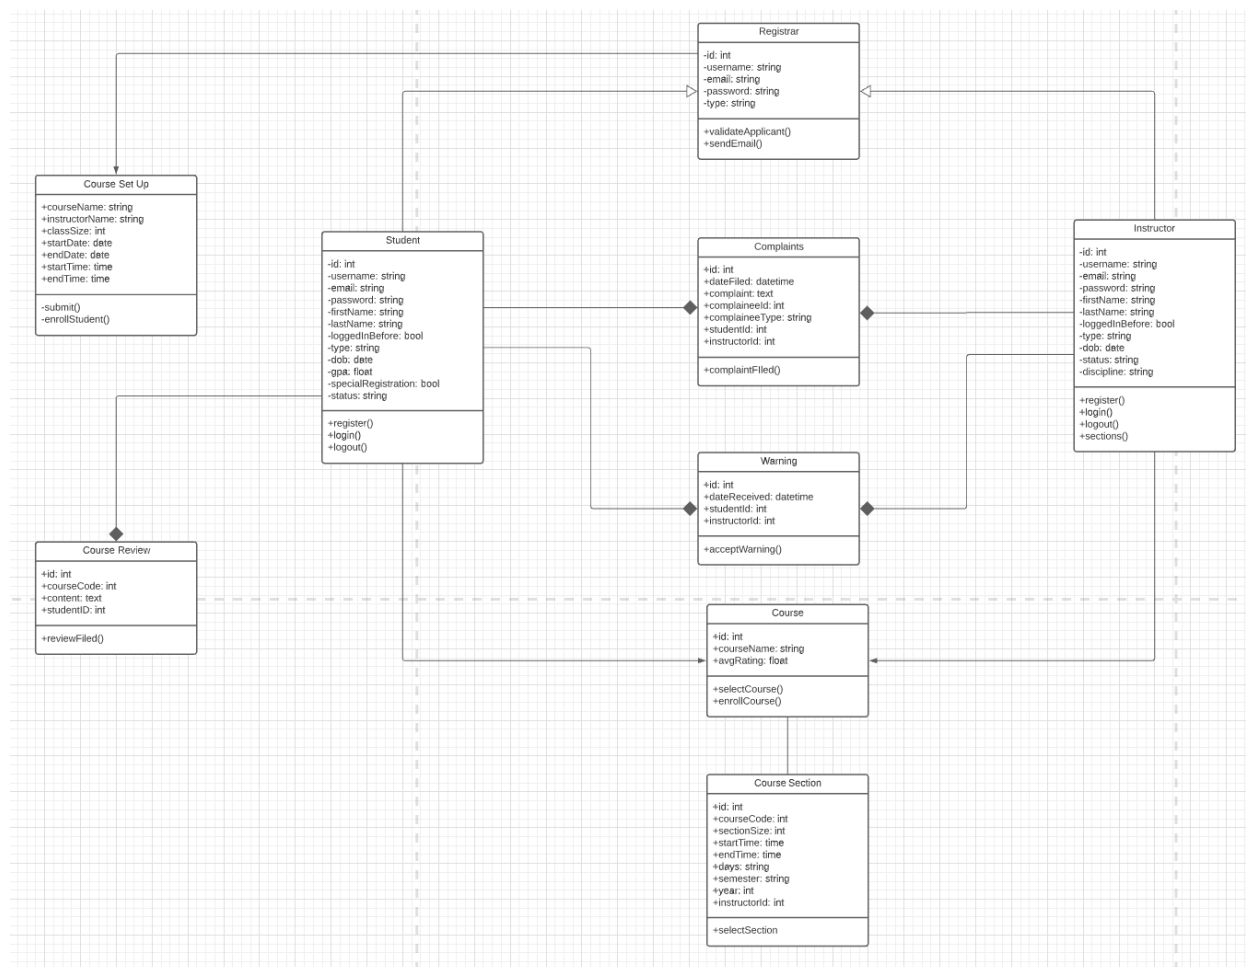 Registrar
-id: int
-username: string
-email: string
-password: string
-type: string
+validateApplicant()
+sendEmail()
Course Set Up
+courseName: string
+instructorName: string
+classSize: int
+startDate: date
+endDate: date
+startTime: time
+endTime: time
-submit()
-enrollStudent()
Student
-id: int
-username: string
-email: string
-password: string
-firstName: string
-lastName: string
-loggedInBefore: bool
-type: string
-dob: date
-gpa: float
-specialRegistration: bool
-status: string
+register()
+login()
+logout()
Complaints
+id: int
+dateFiled: datetime
+complaint: text
+complaineeId: int
+complaineeType: string
+studentId: int
+instructorId: int
+complaintFIled()
Instructor
-id: int
-username: string
-email: string
-password: string
-firstName: string
-lastName: string
-loggedInBefore: bool
-type: string
-dob: date
-status: string
-discipline: string
+register()
+login()
+logout()
+sections()
Warning
+id: int
+dateReceived: datetime
+studentId: int
+instructorId: int
+acceptWarning()
Course Review
+id: int
+courseCode: int
+content: text
+studentID: int
+reviewFiled()
Course
+id: int
+courseName: string
+avgRating: float
+selectCourse()
+enrollCourse()
Course Section
+id: int
+courseCode: int
+sectionSize: int
+startTime: time
+endTime: time
+days: string
+semester: string
+year: int
+instructorId: int
+selectSection